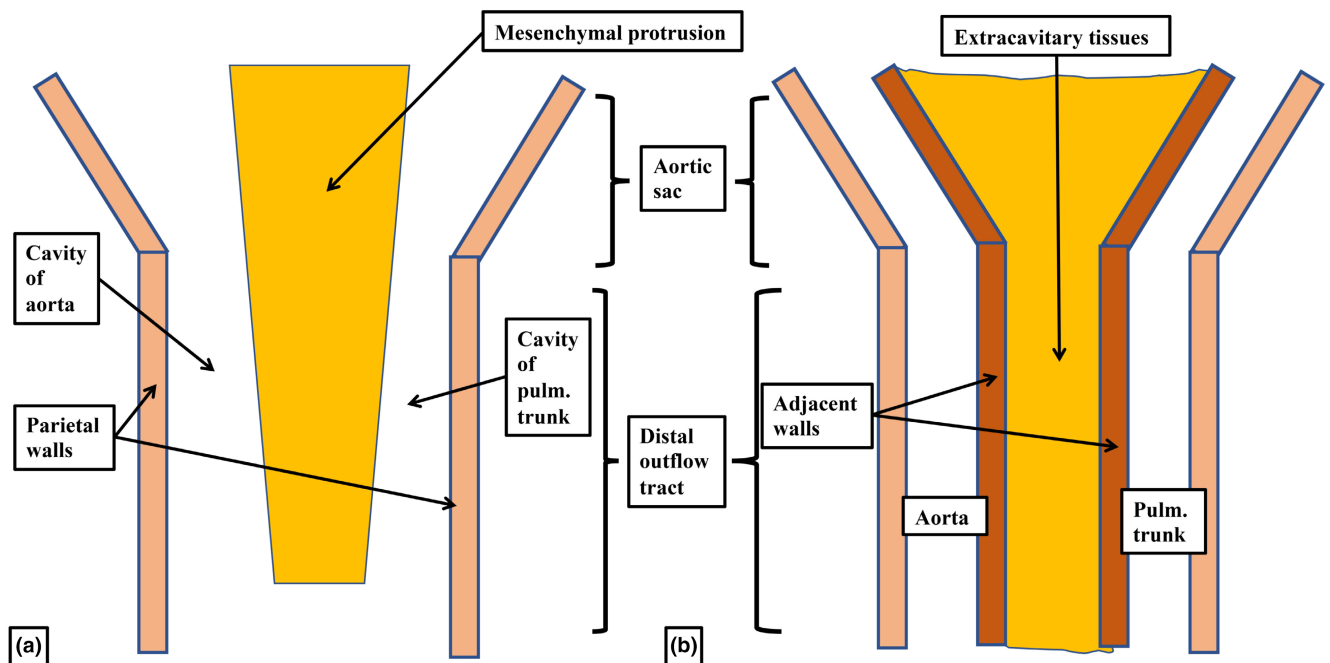 Mesenchymal protrusion
Extracavitary tissues
Aortic
sac
Cavity
of
aorta
Cavity
of
pulm.
trunk
Parietal
walls
Adjacent
walls
Distal
outflow
tract
Aorta
Pulm.
trunk
(a)
(b)